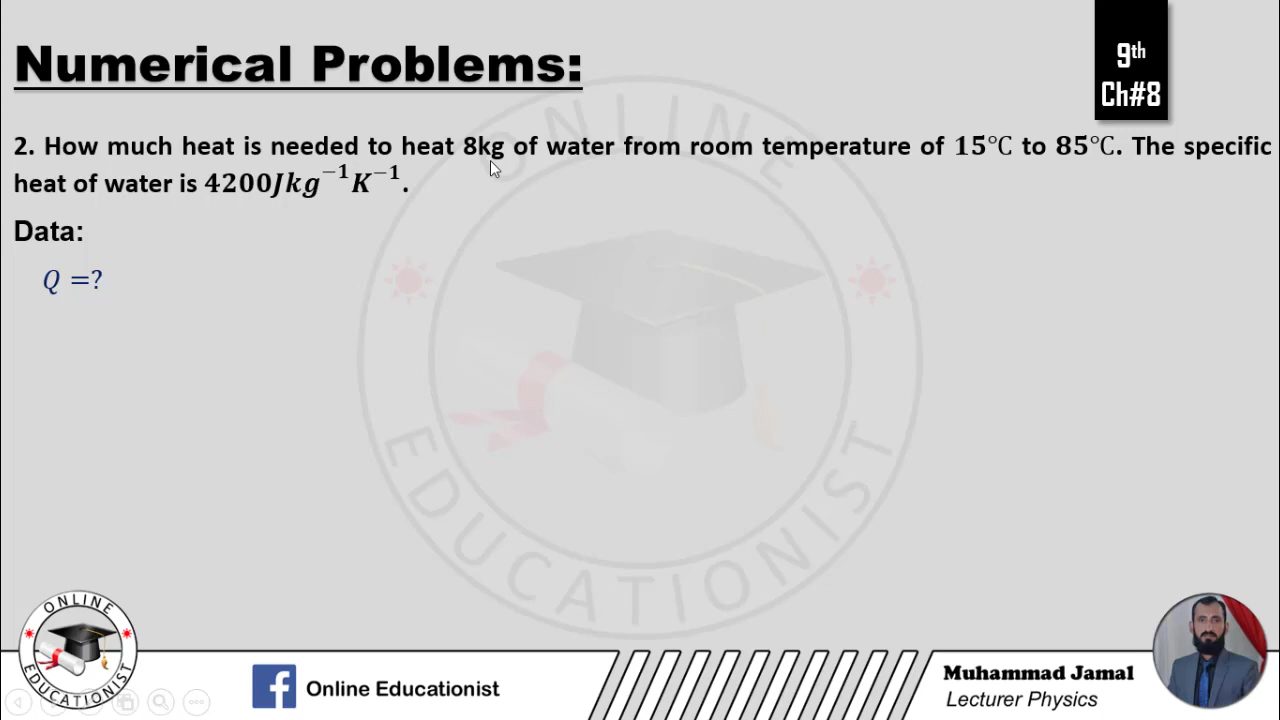 Numerical Problems:
9th
Ch#8
2. How much heat is needed to heat 8kg of water from room temperature of 15℃ to 85℃. The specific
heat of water is 4200Jkg⁻¹K⁻¹.
Data:
Q =?
ONLINE
EDUCATIONIST
ONLINE
EDUCATIONIST
Online Educationist
Muhammad Jamal
Lecturer Physics